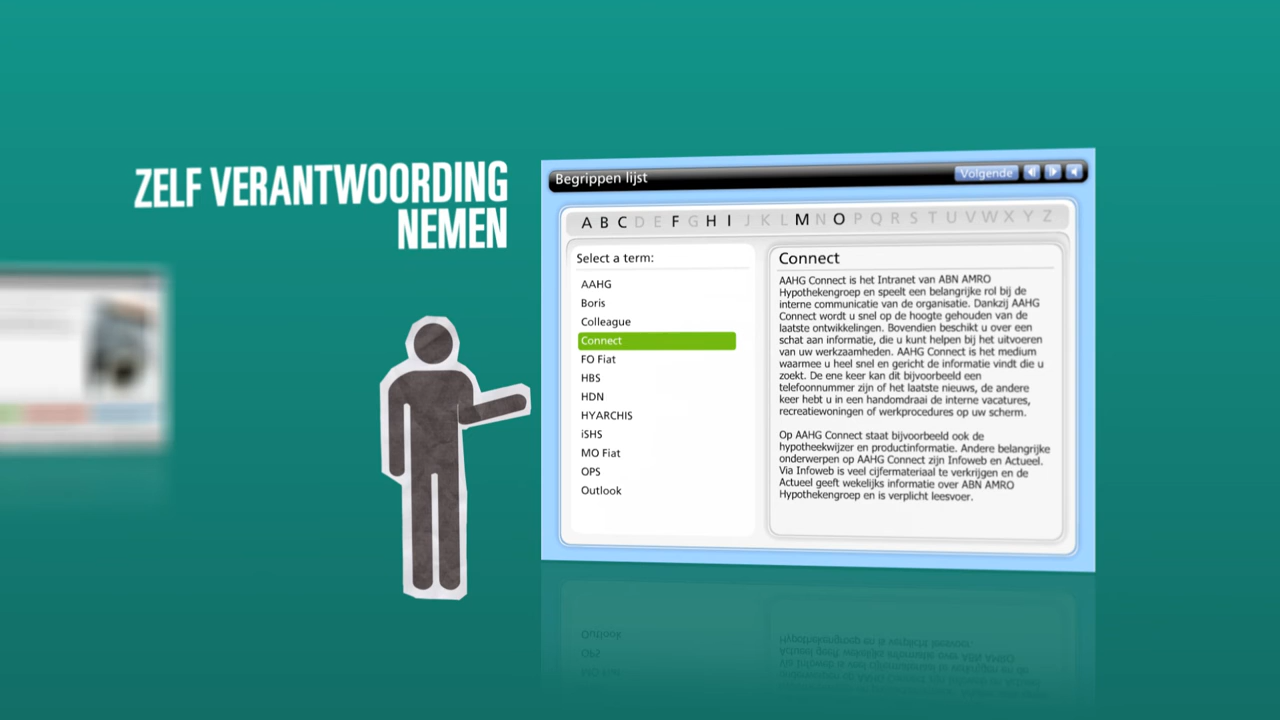 ZELF VERANTWOORDING
NEMEN
Begrippen lijst
Volgende
A B C D E F G H I J K L M N O P Q R S T U V W X Y Z
Select a term:
AAHG
Boris
Colleague
Connect
FO Fiat
HBS
HDN
HYARCHIS
iSHS
MO Fiat
OPS
Outlook
Connect
AAHG Connect is het Intranet van ABN AMRO
Hypothekengroep en speelt een belangrijke rol bij de
interne communicatie van de organisatie. Dankzij AAHG
Connect wordt u snel op de hoogte gehouden van de
laatste ontwikkelingen. Bovendien beschikt u over een
schat aan informatie, die u kunt helpen bij het uitvoeren
van uw werkzaamheden. AAHG Connect is het medium
waarmee u heel snel en gericht de informatie vindt die u
zoekt. De ene keer kan dit bijvoorbeeld een
telefoonnummer zijn of het laatste nieuws, de andere
keer hebt u in een handomdraai de interne vacatures,
recreatiewoningen of werkprocedures op uw scherm.
Op AAHG Connect staat bijvoorbeeld ook de
hypotheekwijzer en productinformatie. Andere belangrijke
onderwerpen op AAHG Connect zijn Infoweb en Actueel.
Via Infoweb is veel cijfermateriaal te verkrijgen en de
Actueel geeft wekelijks informatie over ABN AMRO
Hypothekengroep en is verplicht leesvoer.